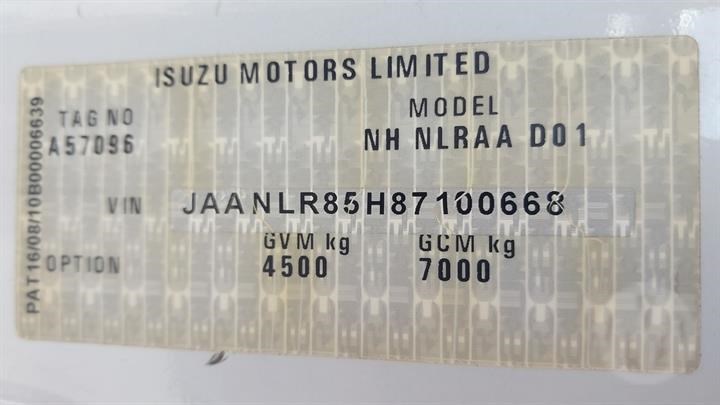 ISUZU MOTORS LIMITED
TAG NO
A57096
MODEL
NH NLRAA D01
VIN JAANLR85H87100668
GVM kg GCM kg
OPTION 4500 7000
PAT16/08/10B00006639